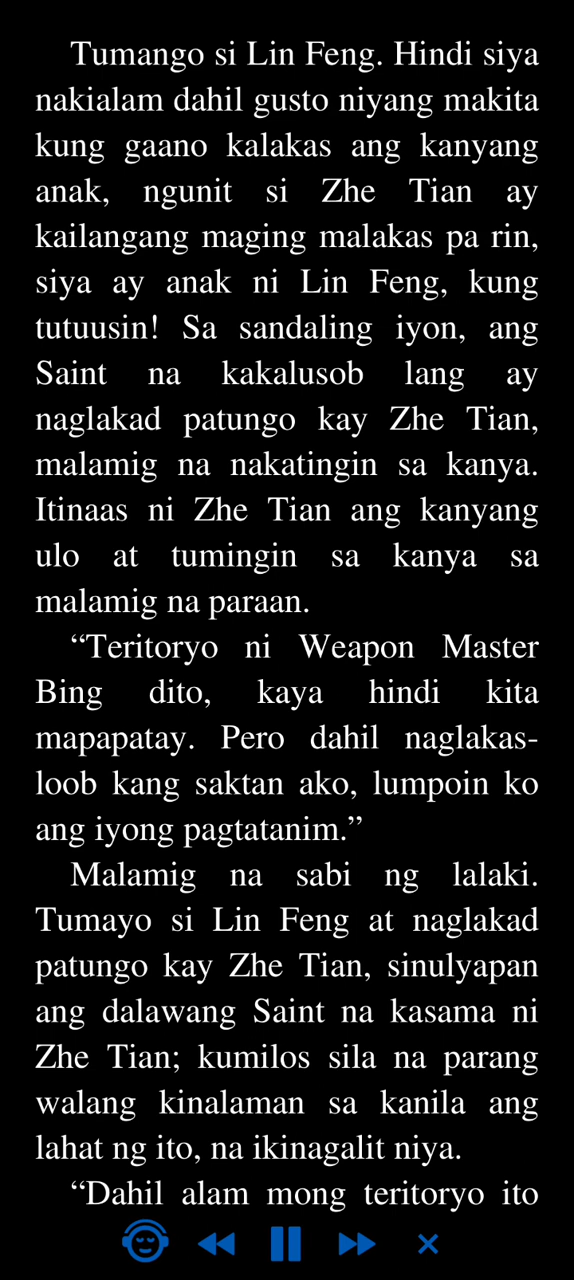 Tumango si Lin Feng. Hindi siya
nakialam dahil gusto niyang makita
kung gaano kalakas ang kanyang
anak, ngunit si Zhe Tian ay
kailangang maging malakas pa rin,
siya ay anak ni Lin Feng, kung
tutuusin! Sa sandaling iyon, ang
Saint na kakalusob lang ay
naglakad patungo kay Zhe Tian,
malamig na nakatingin sa kanya.
Itinaas ni Zhe Tian ang kanyang
ulo at tumingin sa kanya sa
malamig na paraan.
“Teritoryo ni Weapon Master
Bing dito, kaya hindi kita
mapapatay. Pero dahil naglakas-
loob kang saktan ako, lumpoin ko
ang iyong pagtatanim.”
Malamig na sabi ng lalaki.
Tumayo si Lin Feng at naglakad
patungo kay Zhe Tian, sinulyapan
ang dalawang Saint na kasama ni
Zhe Tian; kumilos sila na parang
walang kinalaman sa kanila ang
lahat ng ito, na ikinagalit niya.
“Dahil alam mong teritoryo ito